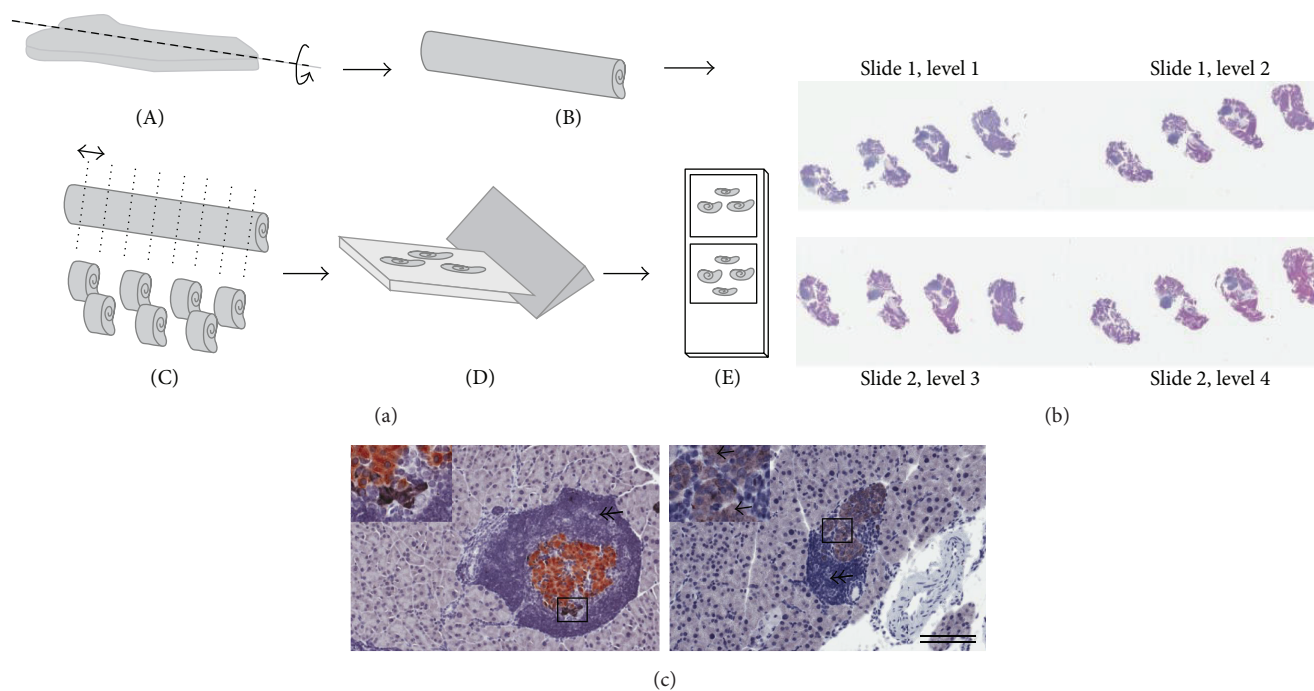 (A)
(B)
(C)
(D)
(E)
(a)
Slide 1, level 1
Slide 1, level 2
Slide 2, level 3
Slide 2, level 4
(b)
(c)